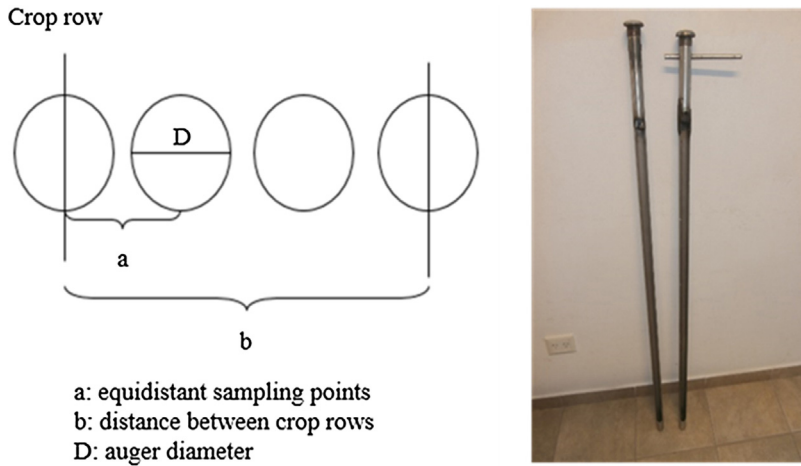 Crop row
D
a
b
a: equidistant sampling points
b: distance between crop rows
D: auger diameter